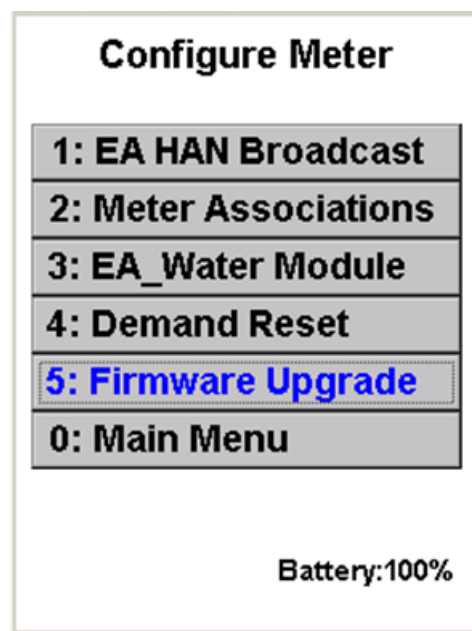 Configure Meter
1: EA HAN Broadcast
2: Meter Associations
3: EA_Water Module
4: Demand Reset
5: Firmware Upgrade
0: Main Menu
Battery:100%